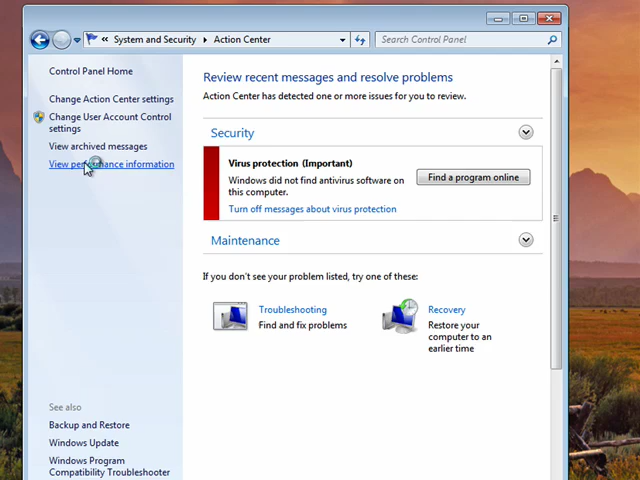 « System and Security ▸ Action Center
Search Control Panel
Control Panel Home
Change Action Center settings
Change User Account Control
settings
View archived messages
View performance information
See also
Backup and Restore
Windows Update
Windows Program
Compatibility Troubleshooter
Review recent messages and resolve problems
Action Center has detected one or more issues for you to review.
Security
Virus protection (Important)
Windows did not find antivirus software on
this computer.
Find a program online
Turn off messages about virus protection
Maintenance
If you don't see your problem listed, try one of these:
Troubleshooting
Find and fix problems
Recovery
Restore your
computer to an
earlier time